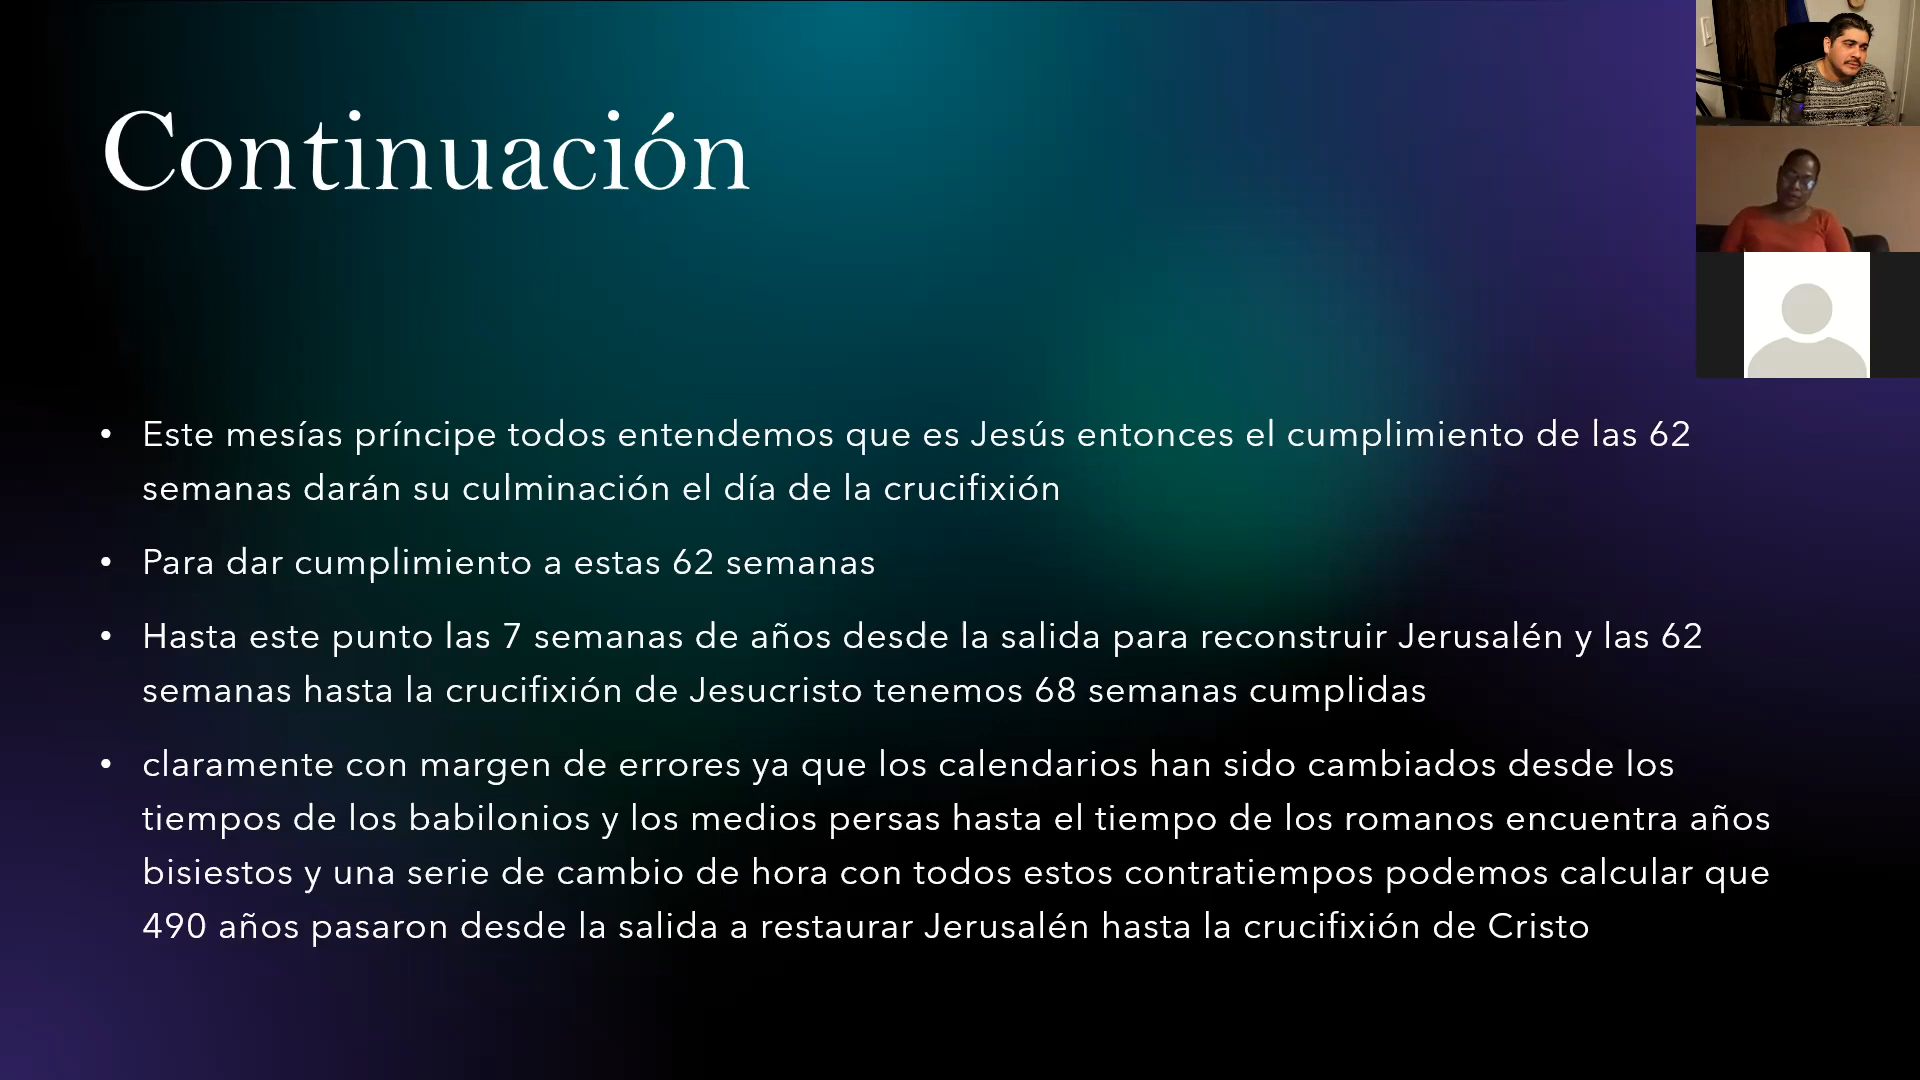 Continuación
• Este mesías príncipe todos entendemos que es Jesús entonces el cumplimiento de las 62
semanas darán su culminación el día de la crucifixión
• Para dar cumplimiento a estas 62 semanas
• Hasta este punto las 7 semanas de años desde la salida para reconstruir Jerusalén y las 62
semanas hasta la crucifixión de Jesucristo tenemos 68 semanas cumplidas
• claramente con margen de errores ya que los calendarios han sido cambiados desde los
tiempos de los babilonios y los medios persas hasta el tiempo de los romanos encuentra años
bisiestos y una serie de cambio de hora con todos estos contratiempos podemos calcular que
490 años pasaron desde la salida a restaurar Jerusalén hasta la crucifixión de Cristo